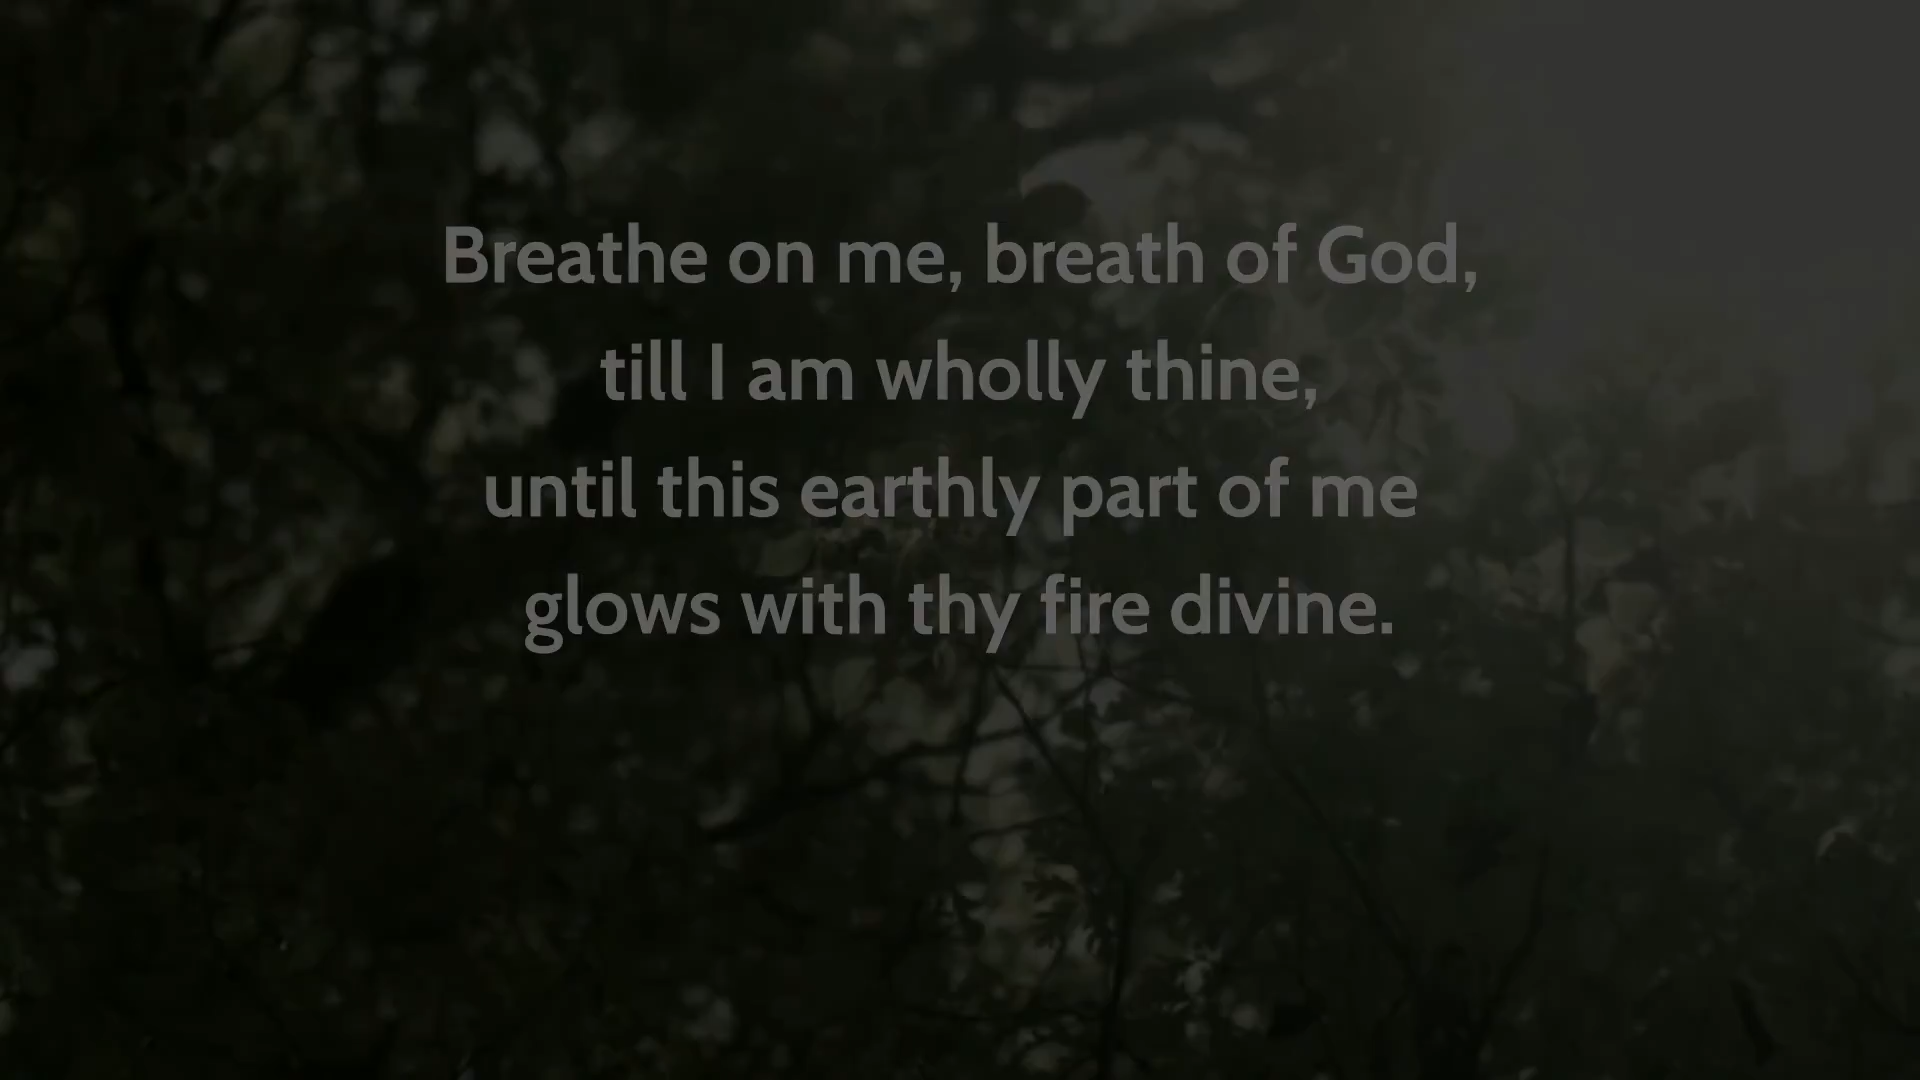 Breathe on me, breath of God,
till I am wholly thine,
until this earthly part of me
glows with thy fire divine.